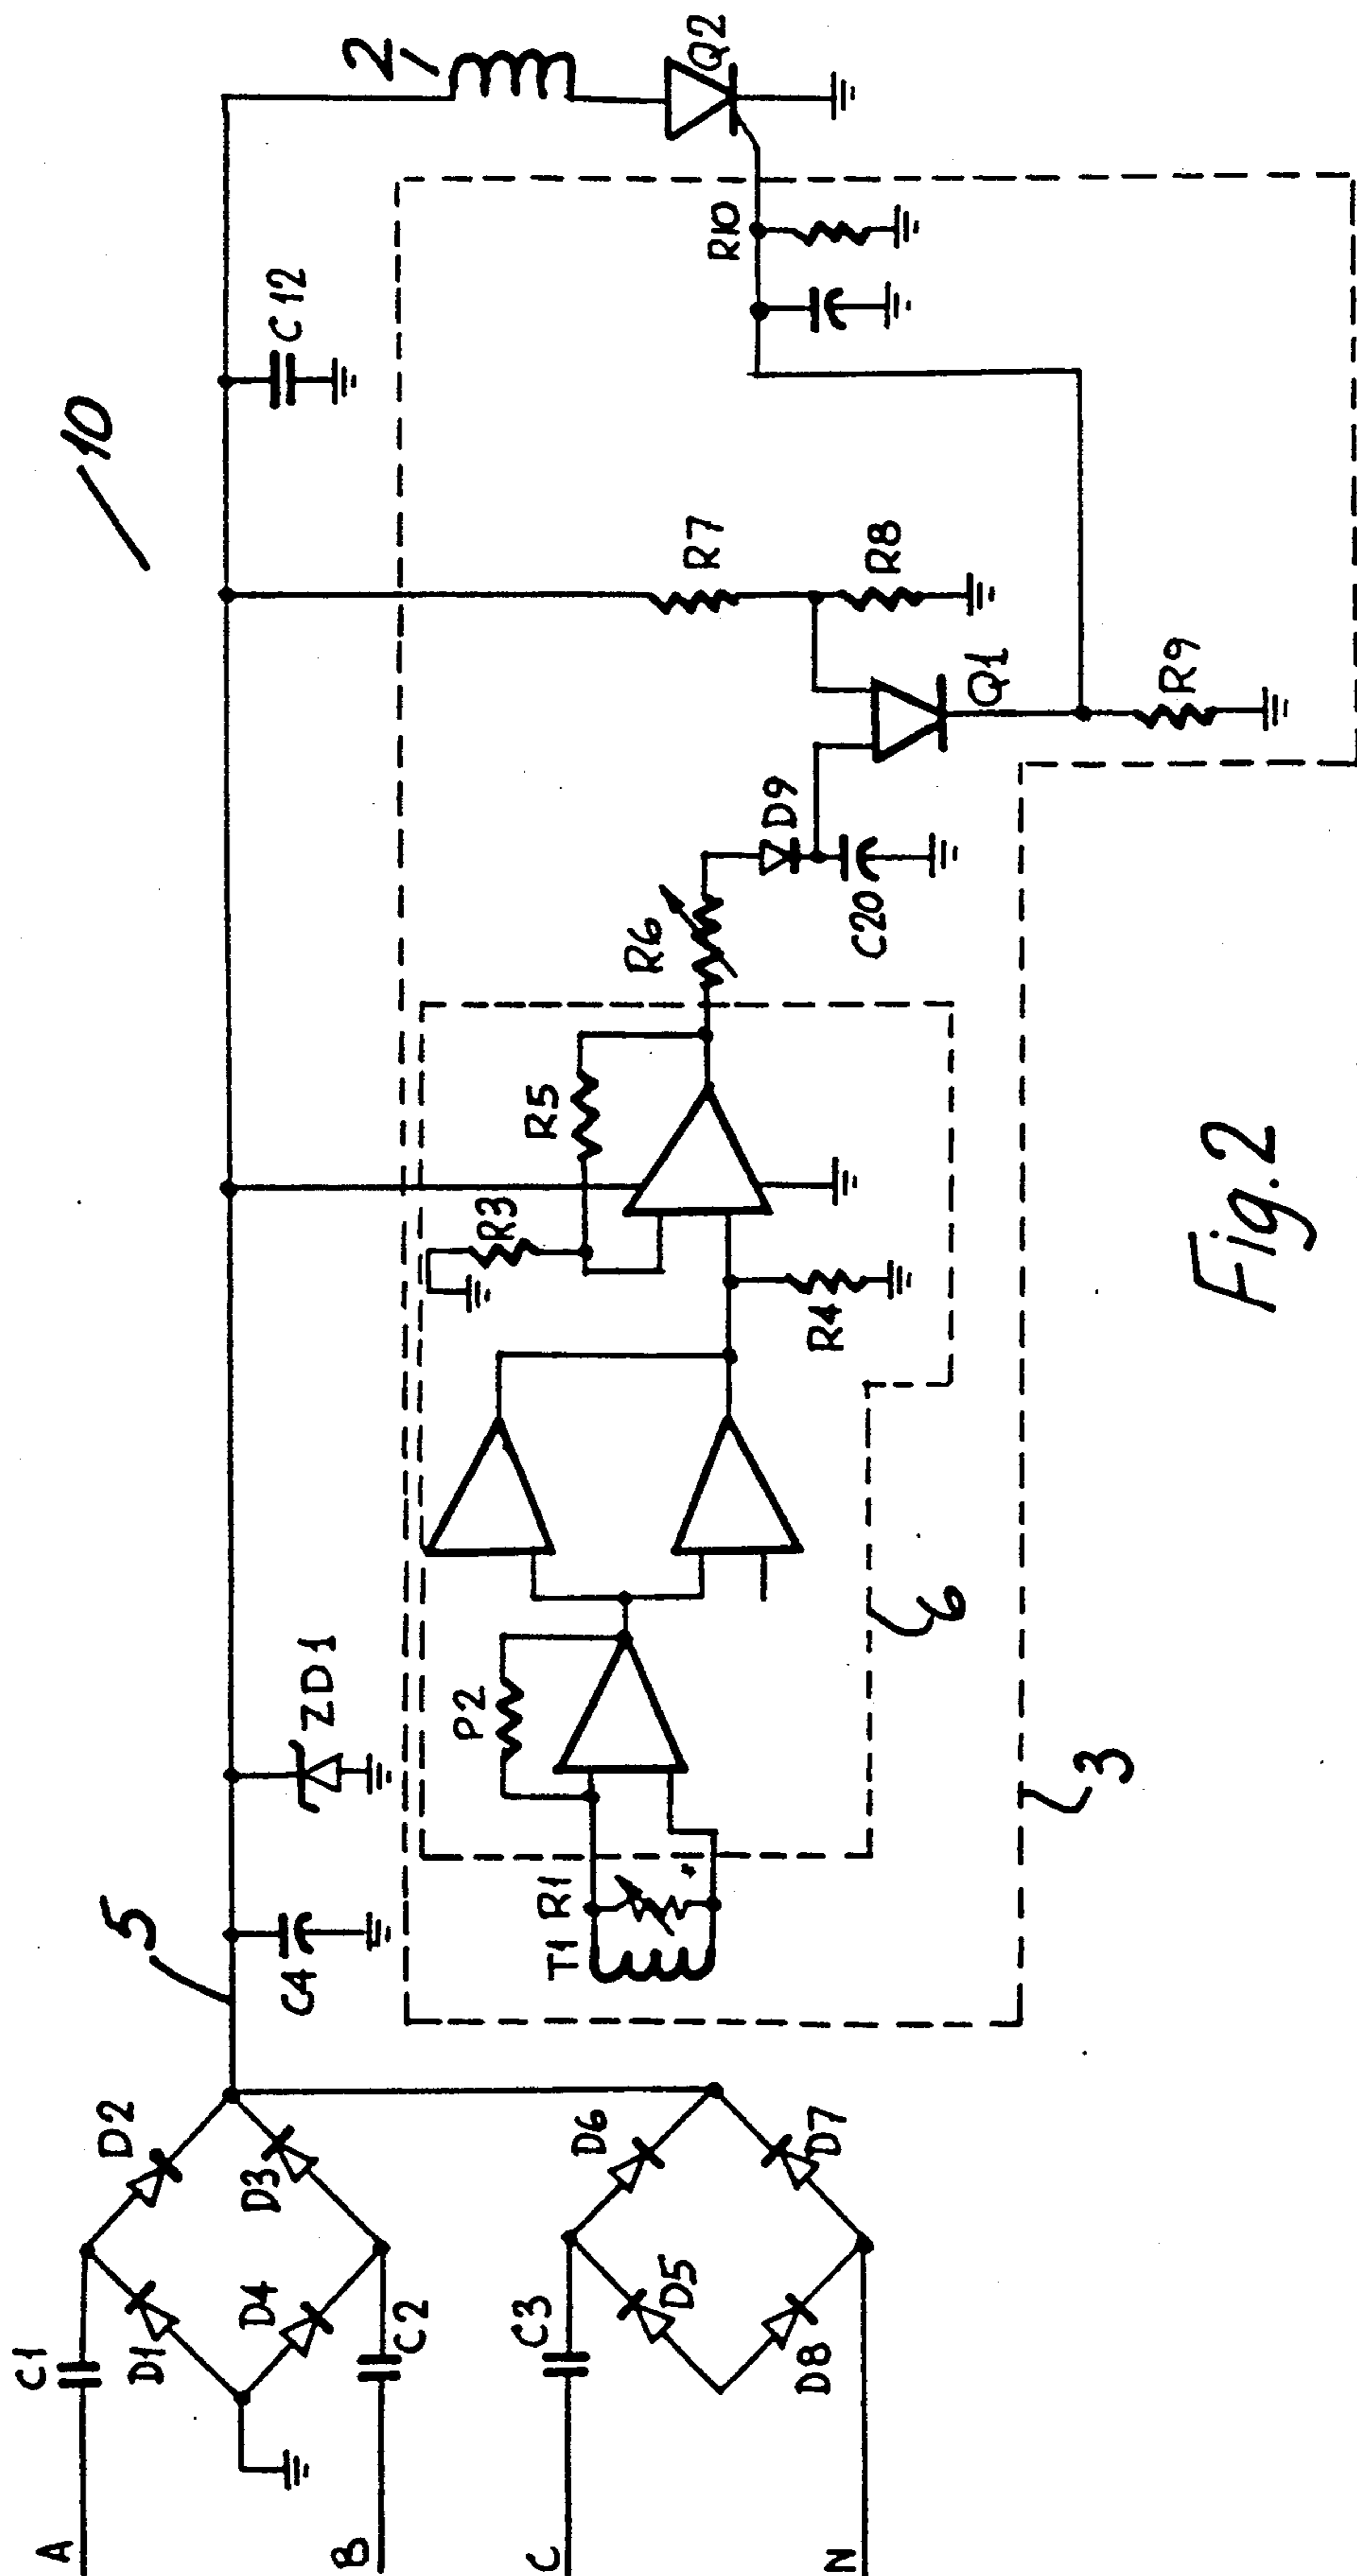 10
2
Q2
C12
R10
R7
R8
Q1
R9
D9
C20
R6
R5
R3
R4
P2
ZD1
6
3
R1
T1
5
C4
D2
D3
D1
D4
C1
C2
D6
D7
D5
D8
C3
A
B
C
N
Fig.2